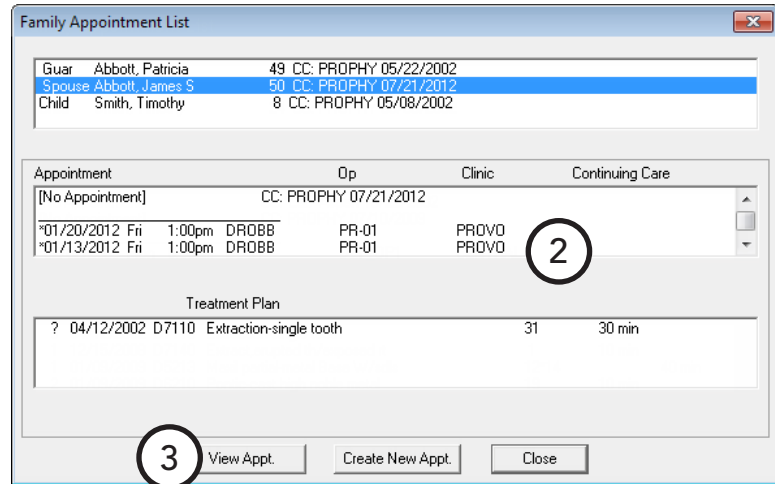 Family Appointment List
Guar Abbott, Patricia 49 CC: PROPHY 05/22/2002
Spouse Abbott, James S 50 CC: PROPHY 07/21/2012
Child Smith, Timothy 8 CC: PROPHY 05/08/2002
Appointment Op Clinic Continuing Care
[No Appointment] CC: PROPHY 07/21/2012
*01/20/2012 Fri 1:00pm DROBB PR-01 PROVO
*01/13/2012 Fri 1:00pm DROBB PR-01 PROVO
2
Treatment Plan
? 04/12/2002 D7110 Extraction-single tooth 31 30 min
3 View Appt. Create New Appt. Close